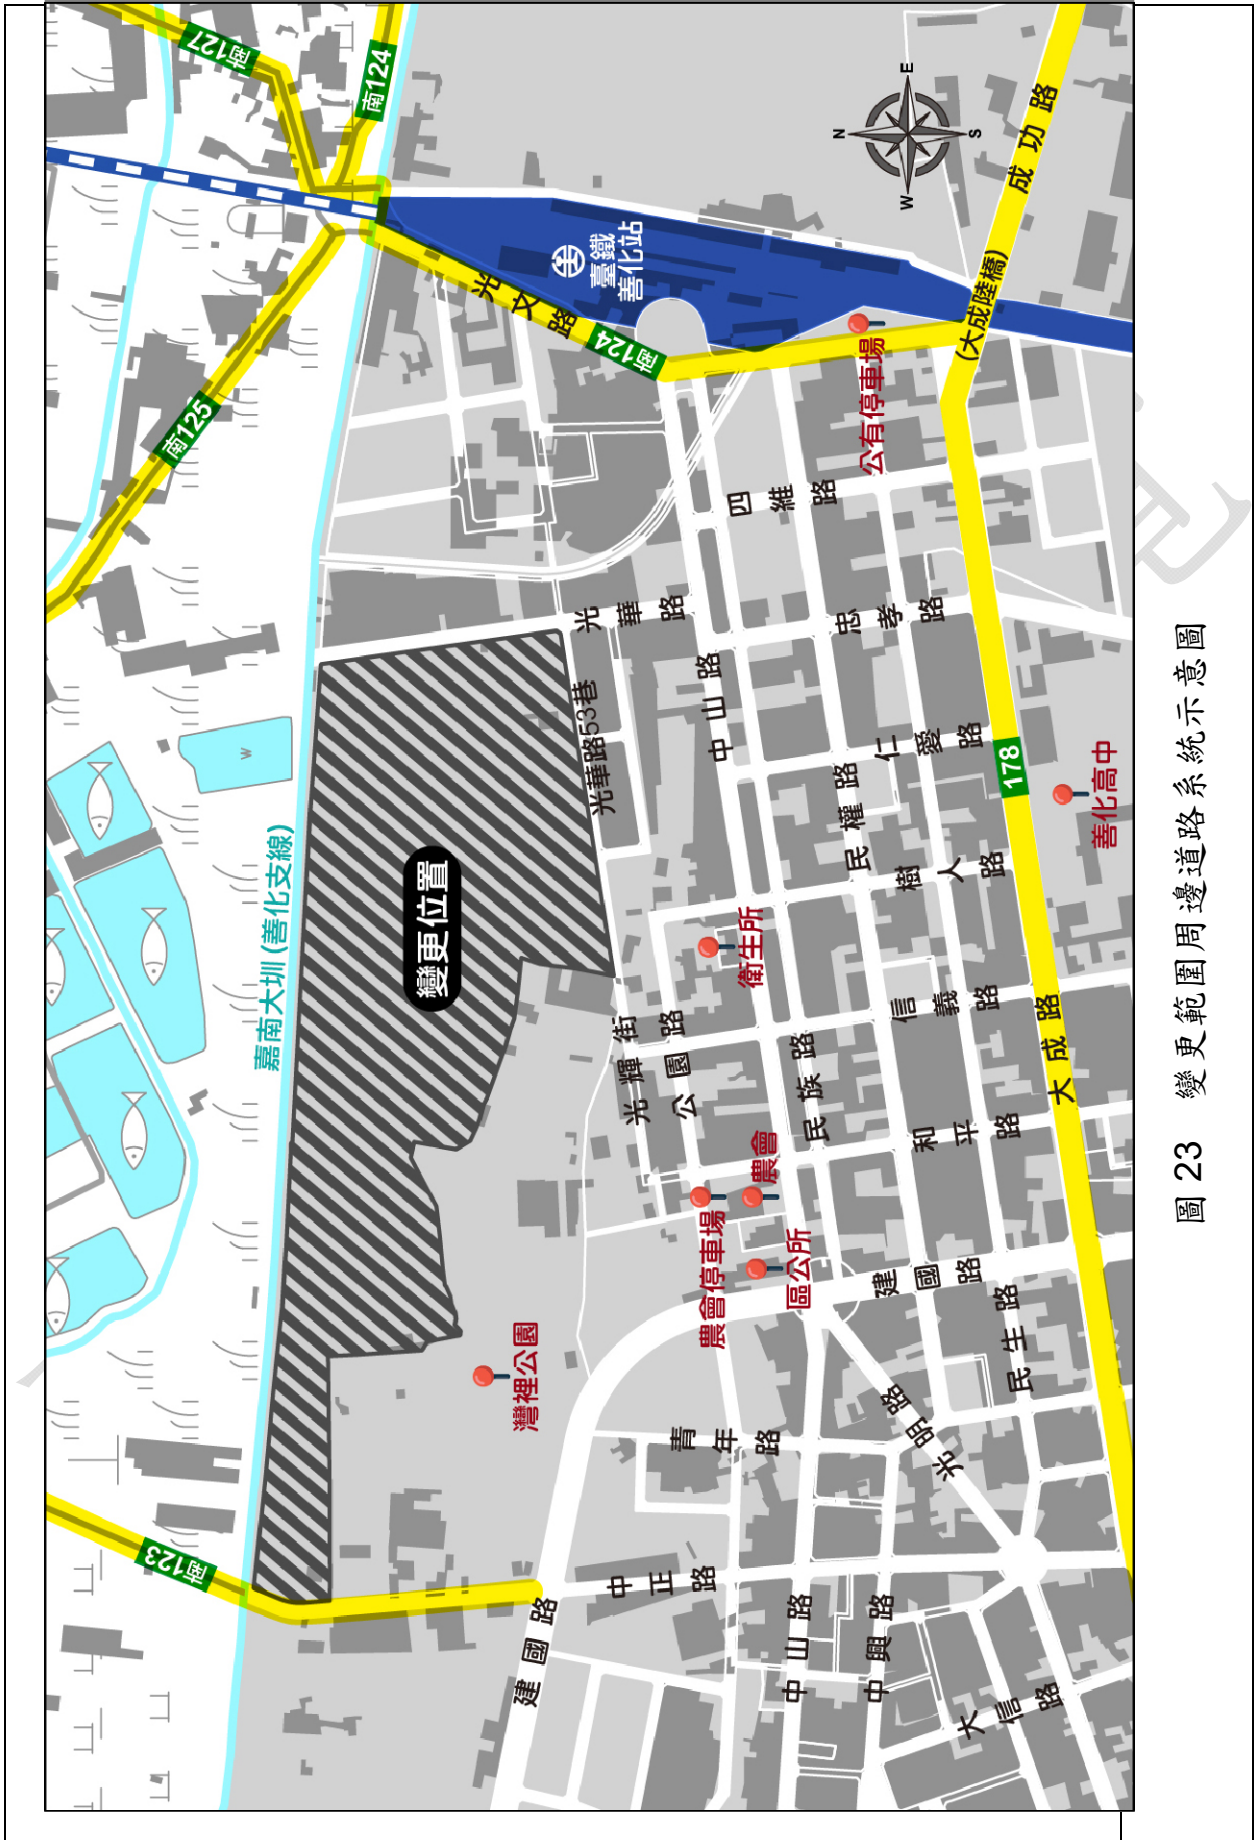 南127
南124
南125
嘉南大圳(善化支線)
南123
N
E
S
W
臺鐵
善化站
光文路
南124
公有停車場
(大成陸橋)
成功路
四維路
光華路
忠孝路
光華路53巷
中山路
仁愛路
民權路
樹人路
178
善化高中
變更位置
W
衛生所
光輝街
公園路
信義路
民族路
大成路
和平路
農會
農會停車場
區公所
建國路
民生路
灣裡公園
青年路
光明路
中正路
建國路
中山路
中興路
大信路
圖 23 變更範圍周邊道路系統示意圖